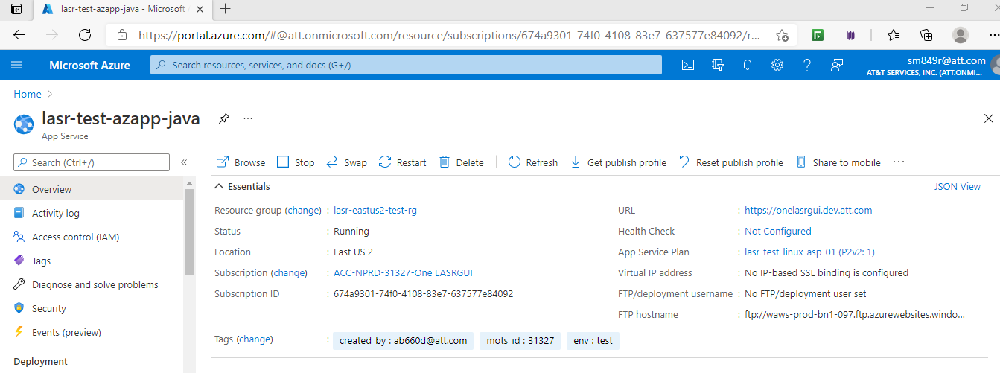 lasr-test-azapp-java - Microsoft
https://portal.azure.com/#@att.onmicrosoft.com/resource/subscriptions/674a9301-74f0-4108-83e7-637577e84092/r...
Microsoft Azure
Search resources, services, and docs (G+/)
sm849r@att.com
AT&T SERVICES, INC. (ATT.ONMI...
Home
lasr-test-azapp-java
App Service
Search (Ctrl+/)
Browse Stop Swap Restart Delete Refresh Get publish profile Reset publish profile Share to mobile
Overview
Activity log
Access control (IAM)
Tags
Diagnose and solve problems
Security
Events (preview)
Deployment
Essentials
JSON View
Resource group (change) : lasr-eastus2-test-rg
Status : Running
Location : East US 2
Subscription (change) : ACC-NPRD-31327-One LASRGUI
Subscription ID : 674a9301-74f0-4108-83e7-637577e84092
URL : https://onelasrgui.dev.att.com
Health Check : Not Configured
App Service Plan : lasr-test-linux-asp-01 (P2v2: 1)
Virtual IP address : No IP-based SSL binding is configured
FTP/deployment username : No FTP/deployment user set
FTP hostname : ftp://waws-prod-bn1-097.ftp.azurewebsites.windo...
Tags (change) : created_by : ab660d@att.com mots_id : 31327 env : test